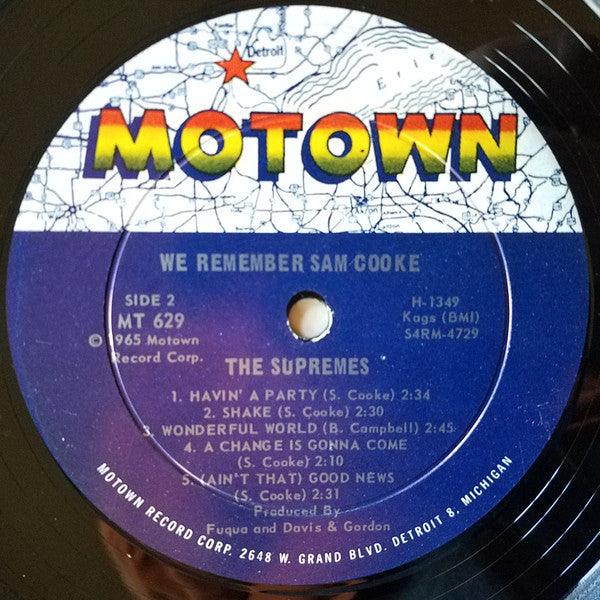 Detroit
Erie
MOTOWN
WE REMEMBER SAM COOKE
SIDE 2
MT 629
© 1965 Motown
Record Corp.
H-1349
Kags (BMI)
S4RM-4729
THE SUPREMES
1. HAVIN' A PARTY (S. Cooke) 2:34
2. SHAKE (S. Cooke) 2:30
3. WONDERFUL WORLD (B. Campbell) 2:45
4. A CHANGE IS GONNA COME
(S. Cooke) 2:10
5. (AIN'T THAT) GOOD NEWS
(S. Cooke) 2:31
Produced By
Fuqua and Davis & Gordon
MOTOWN RECORD CORP. 2648 W. GRAND BLVD. DETROIT 8, MICHIGAN